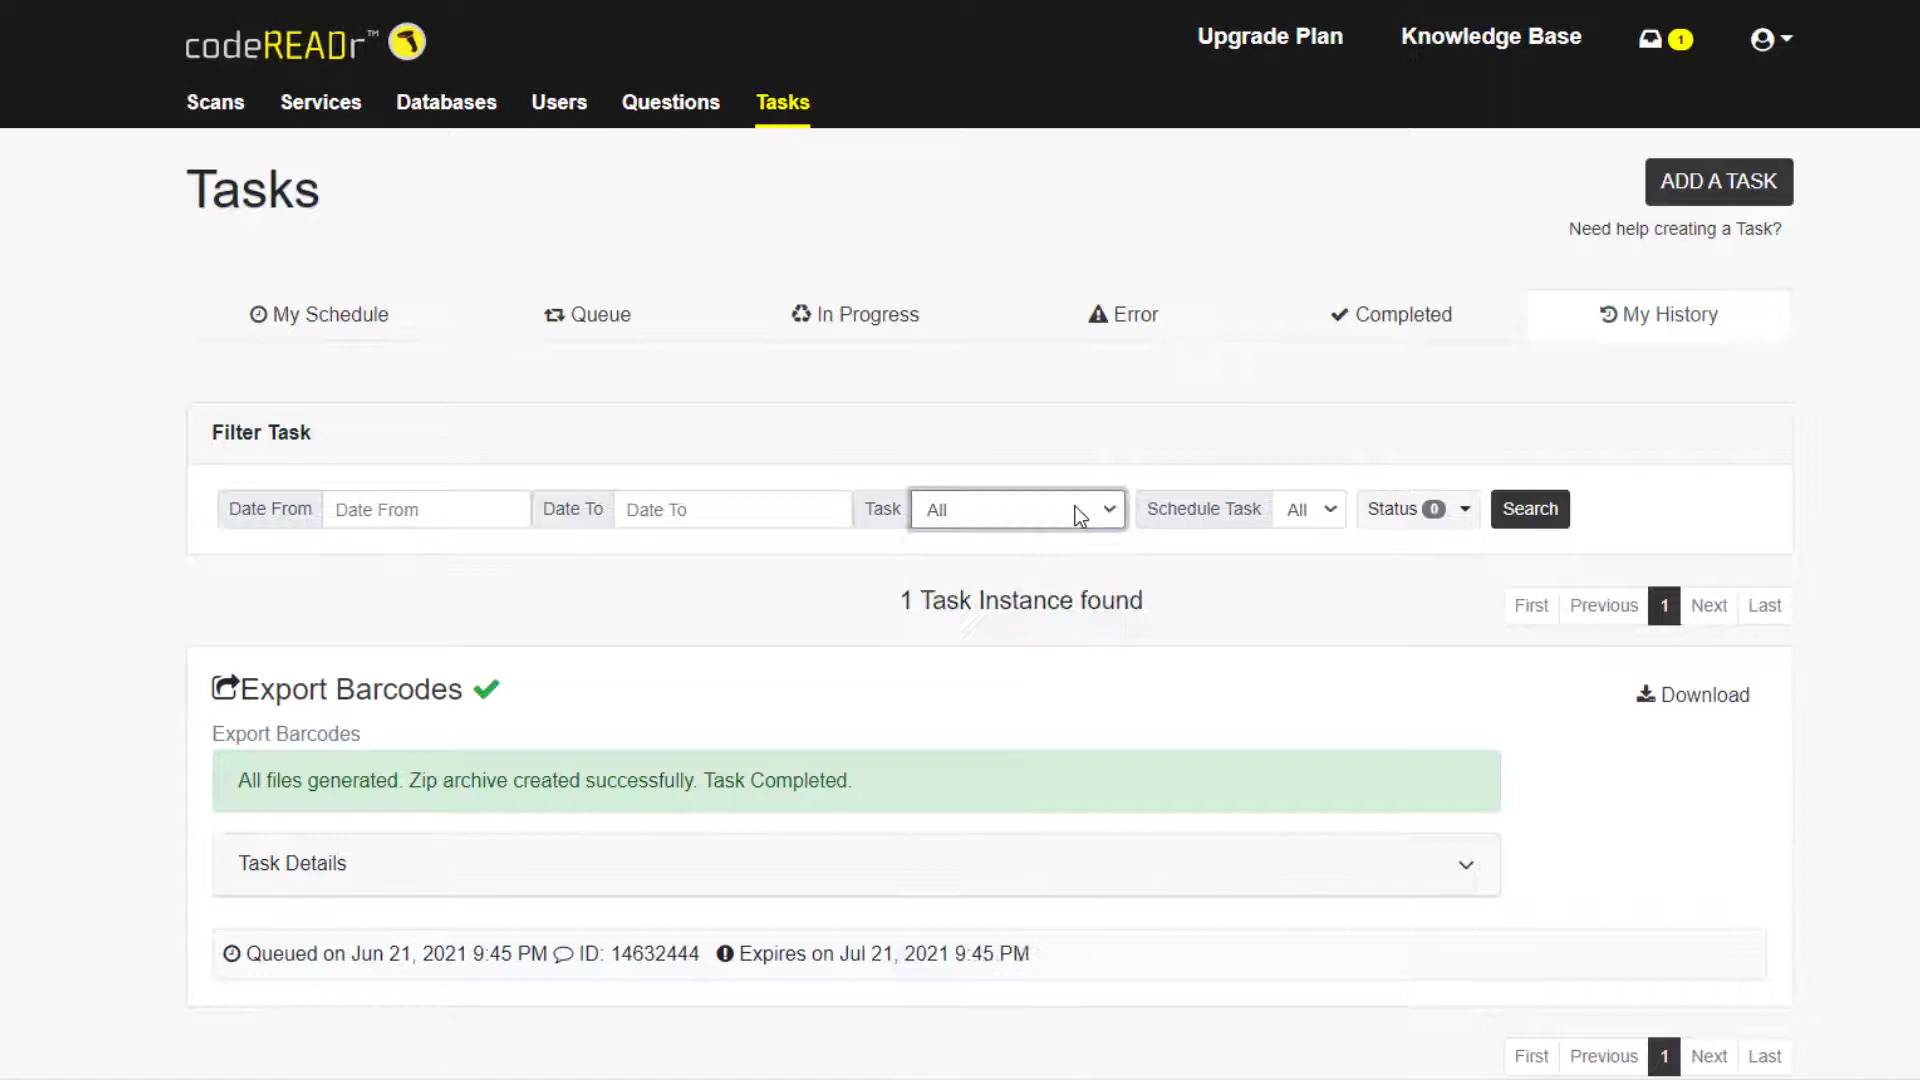 codeREADr™
Upgrade Plan
Knowledge Base
1
Scans
Services
Databases
Users
Questions
Tasks
Tasks
ADD A TASK
Need help creating a Task?
My Schedule
Queue
In Progress
Error
Completed
My History
Filter Task
Date From
Date From
Date To
Date To
Task
All
Schedule Task
All
Status 0
Search
1 Task Instance found
First
Previous
1
Next
Last
Export Barcodes
Download
Export Barcodes
All files generated. Zip archive created successfully. Task Completed.
Task Details
Queued on Jun 21, 2021 9:45 PM ID: 14632444 Expires on Jul 21, 2021 9:45 PM
First
Previous
1
Next
Last